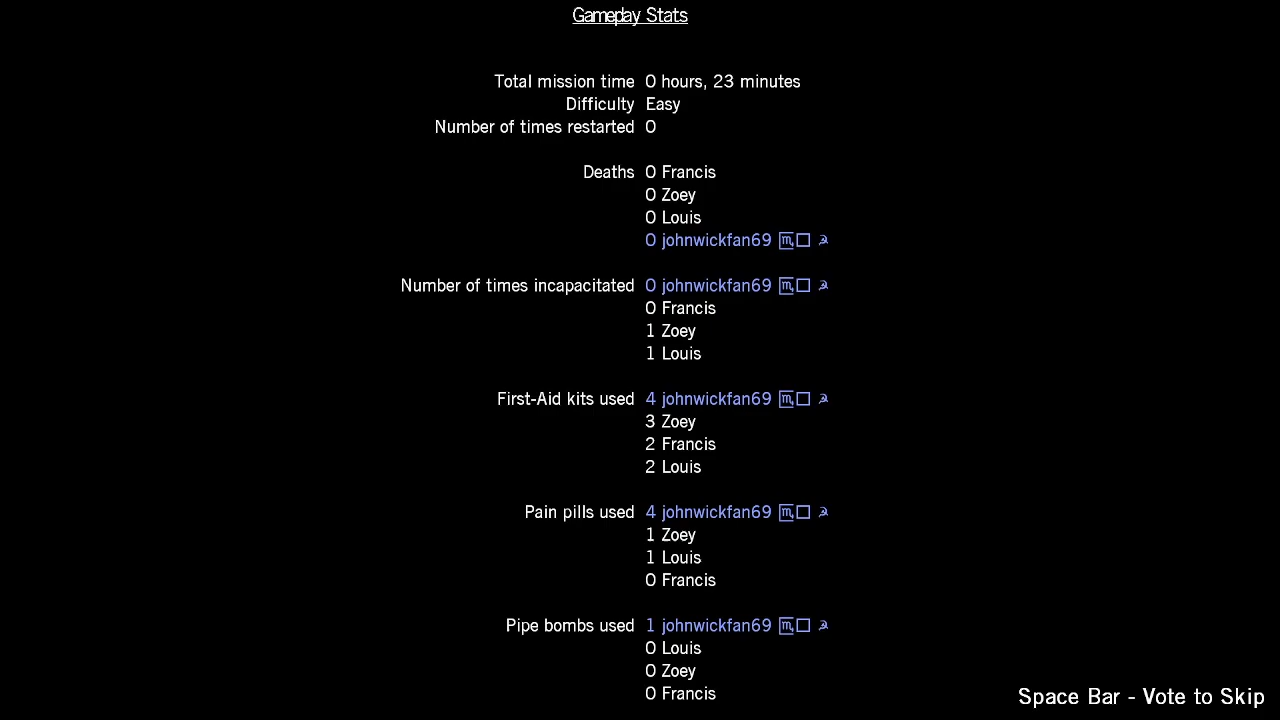 Gameplay Stats
Total mission time 0 hours, 23 minutes
Difficulty Easy
Number of times restarted 0
Deaths 0 Francis
0 Zoey
0 Louis
0 johnwickfan69 ♏□ ☭
Number of times incapacitated 0 johnwickfan69 ♏□ ☭
0 Francis
1 Zoey
1 Louis
First-Aid kits used 4 johnwickfan69 ♏□ ☭
3 Zoey
2 Francis
2 Louis
Pain pills used 4 johnwickfan69 ♏□ ☭
1 Zoey
1 Louis
0 Francis
Pipe bombs used 1 johnwickfan69 ♏□ ☭
0 Louis
0 Zoey
0 Francis
Space Bar - Vote to Skip